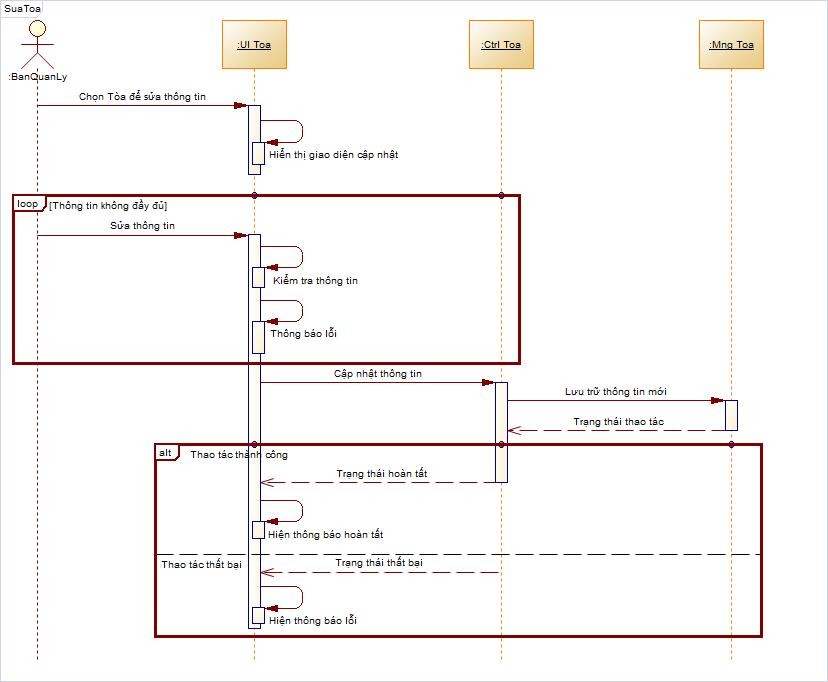 SuaToa
:UI Toa
:Ctrl Toa
:Mng Toa
:BanQuanLy
Chọn Tòa để sửa thông tin
Hiển thị giao diện cập nhật
loop
[Thông tin không đầy đủ]
Sửa thông tin
Kiểm tra thông tin
Thông báo lỗi
Cập nhật thông tin
Lưu trữ thông tin mới
Trạng thái thao tác
alt
Thao tác thành công
Trạng thái hoàn tất
Hiện thông báo hoàn tất
Thao tác thất bại
Trạng thái thất bại
Hiện thông báo lỗi